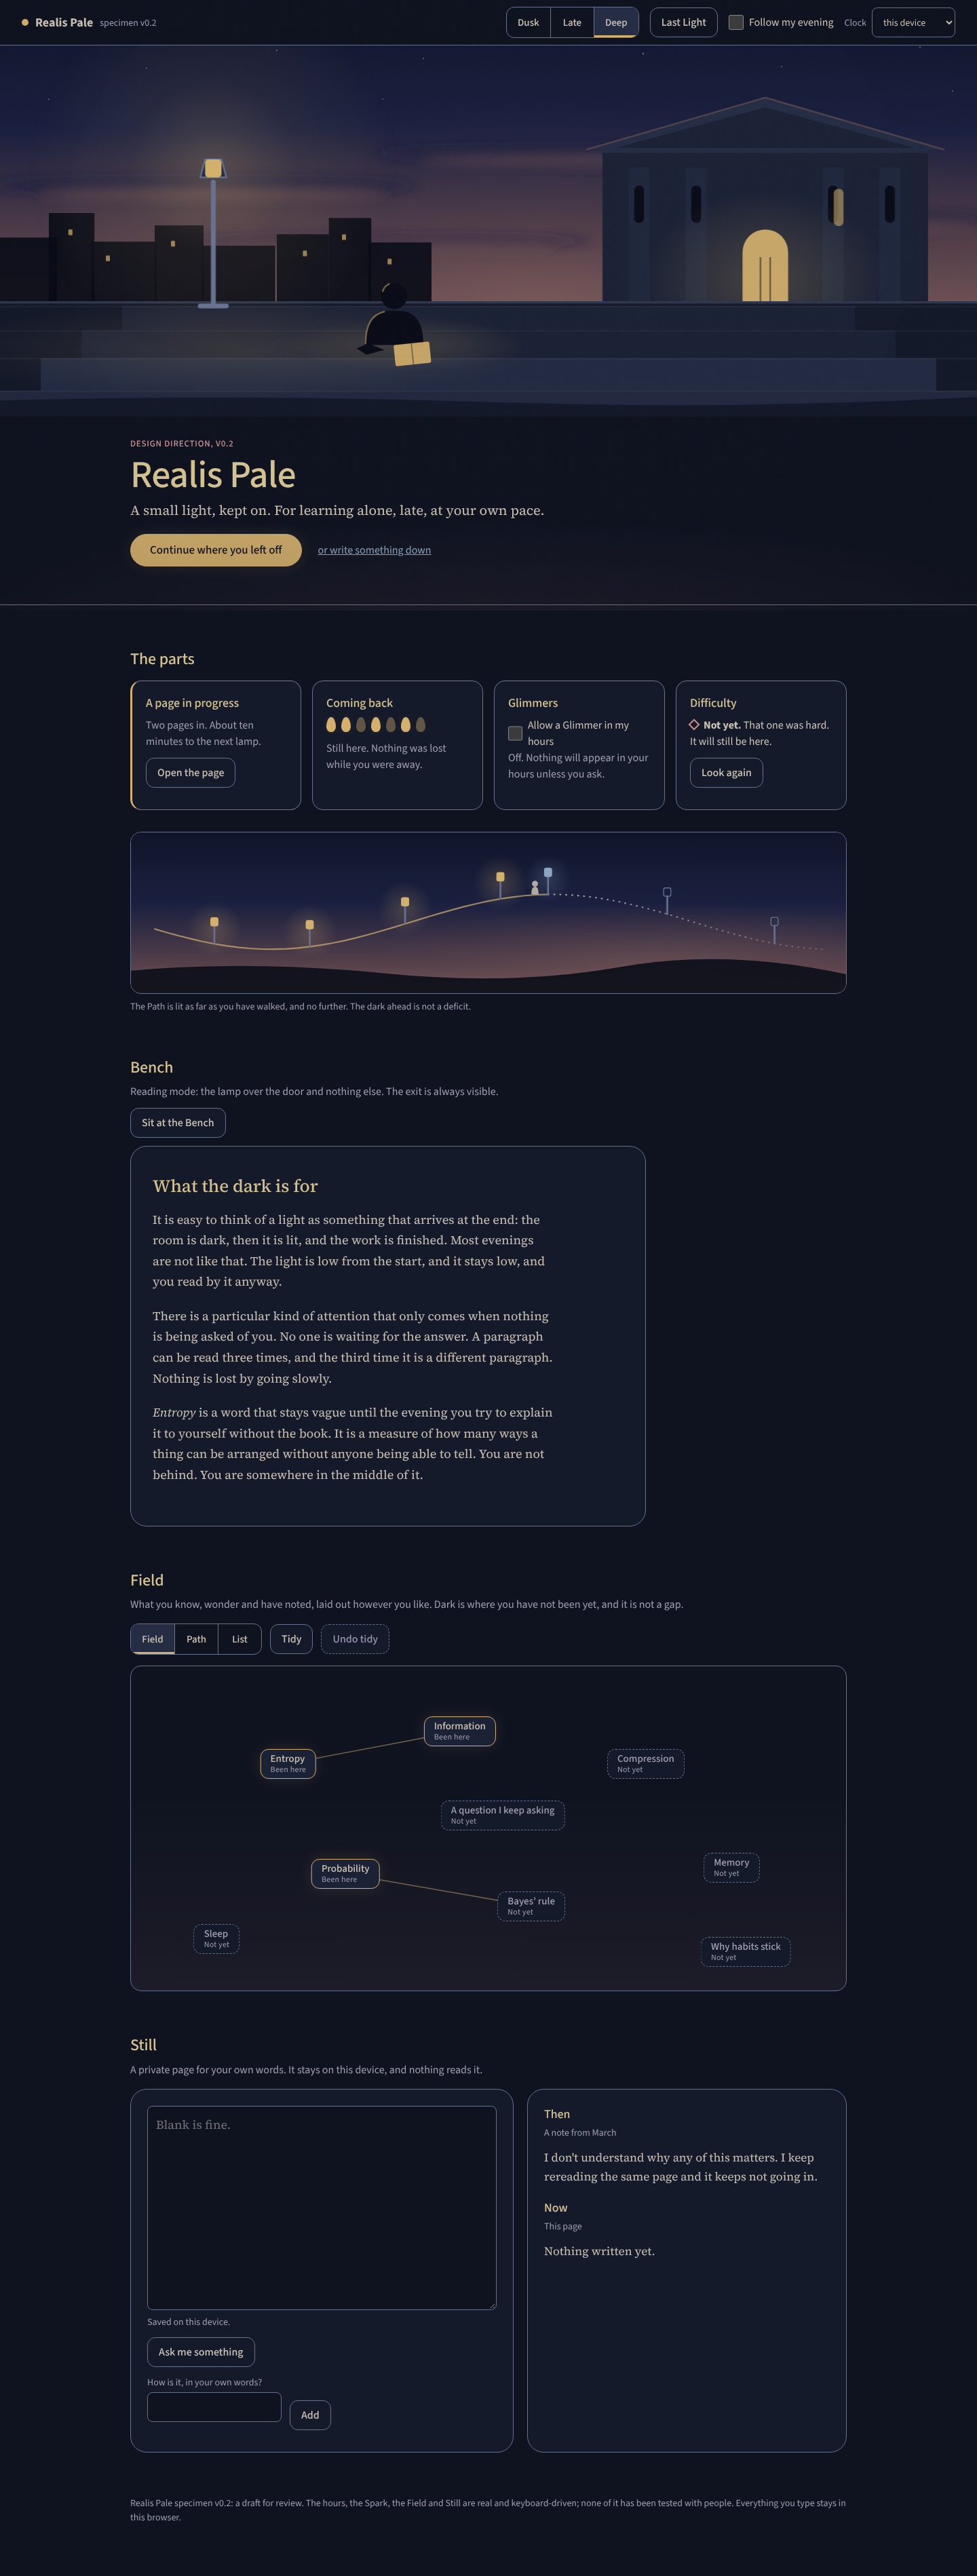 Realis Pale specimen v0.2
Dusk Late Deep Last Light Follow my evening Clock this device
DESIGN DIRECTION, V0.2
Realis Pale
A small light, kept on. For learning alone, late, at your own pace.
Continue where you left off or write something down
The parts
A page in progress
Two pages in. About ten
minutes to the next lamp.
Open the page
Coming back
Still here. Nothing was lost
while you were away.
Glimmers
Allow a Glimmer in my
hours
Off. Nothing will appear in your
hours unless you ask.
Difficulty
Not yet. That one was hard.
It will still be here.
Look again
The Path is lit as far as you have walked, and no further. The dark ahead is not a deficit.
Bench
Reading mode: the lamp over the door and nothing else. The exit is always visible.
Sit at the Bench
What the dark is for
It is easy to think of a light as something that arrives at the end: the
room is dark, then it is lit, and the work is finished. Most evenings
are not like that. The light is low from the start, and it stays low, and
you read by it anyway.
There is a particular kind of attention that only comes when nothing
is being asked of you. No one is waiting for the answer. A paragraph
can be read three times, and the third time it is a different paragraph.
Nothing is lost by going slowly.
Entropy is a word that stays vague until the evening you try to explain
it to yourself without the book. It is a measure of how many ways a
thing can be arranged without anyone being able to tell. You are not
behind. You are somewhere in the middle of it.
Field
What you know, wonder and have noted, laid out however you like. Dark is where you have not been yet, and it is not a gap.
Field Path List Tidy Undo tidy
Information
Been here
Entropy
Been here
Compression
Not yet
A question I keep asking
Not yet
Probability
Been here
Memory
Not yet
Bayes' rule
Not yet
Sleep
Not yet
Why habits stick
Not yet
Still
A private page for your own words. It stays on this device, and nothing reads it.
Blank is fine.
Saved on this device.
Ask me something
How is it, in your own words?
Add
Then
A note from March
I don't understand why any of this matters. I keep
rereading the same page and it keeps not going in.
Now
This page
Nothing written yet.
Realis Pale specimen v0.2: a draft for review. The hours, the Spark, the Field and Still are real and keyboard-driven; none of it has been tested with people. Everything you type stays in
this browser.